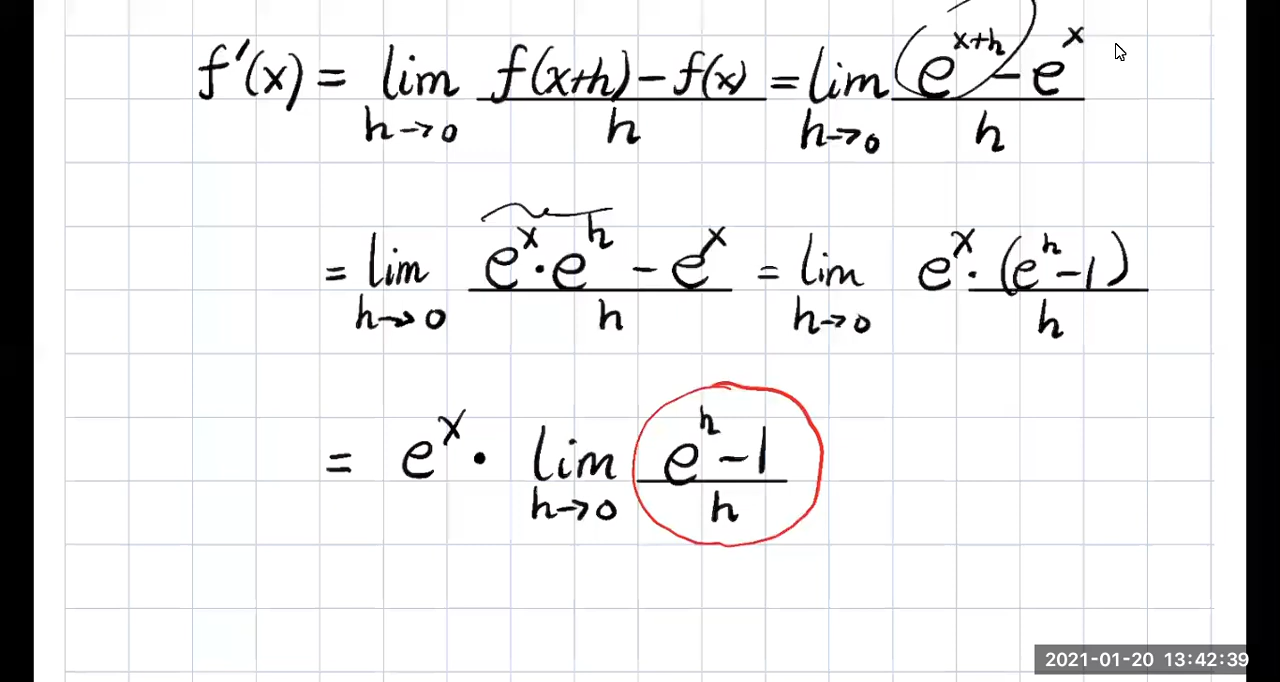 f'(x) = lim h→0 f(x+h) − f(x) / h = lim h→0 (e^{x+h}) − e^x / h
= lim h→0 e^x · e^h − e^x / h = lim h→0 e^x · (e^h − 1) / h
= e^x · lim h→0 e^h − 1 / h
2021-01-20 13:42:39